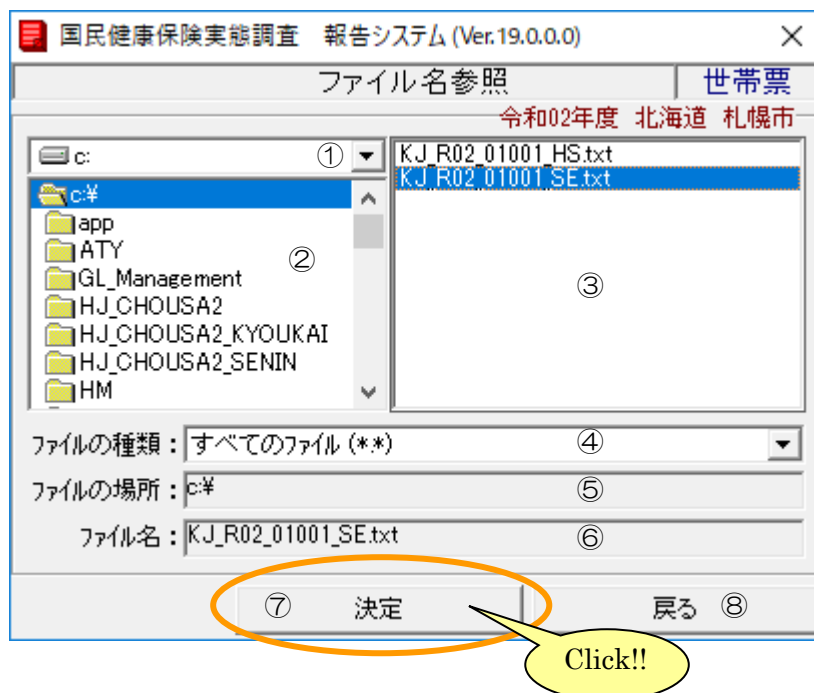 国民健康保険実態調査 報告システム (Ver.19.0.0.0)
ファイル名参照
世帯票
令和02年度 北海道 札幌市
c: ①
c:¥
app
ATY
②
GL_Management
HJ_CHOUSA2
HJ_CHOUSA2_KYOUKAI
HJ_CHOUSA2_SENIN
HM
KJ_R02_01001_HS.txt
KJ_R02_01001_SE.txt
③
ファイルの種類：すべてのファイル (*.*) ④
ファイルの場所：c:¥ ⑤
ファイル名：KJ_R02_01001_SE.txt ⑥
⑦ 決定
戻る ⑧
Click!!